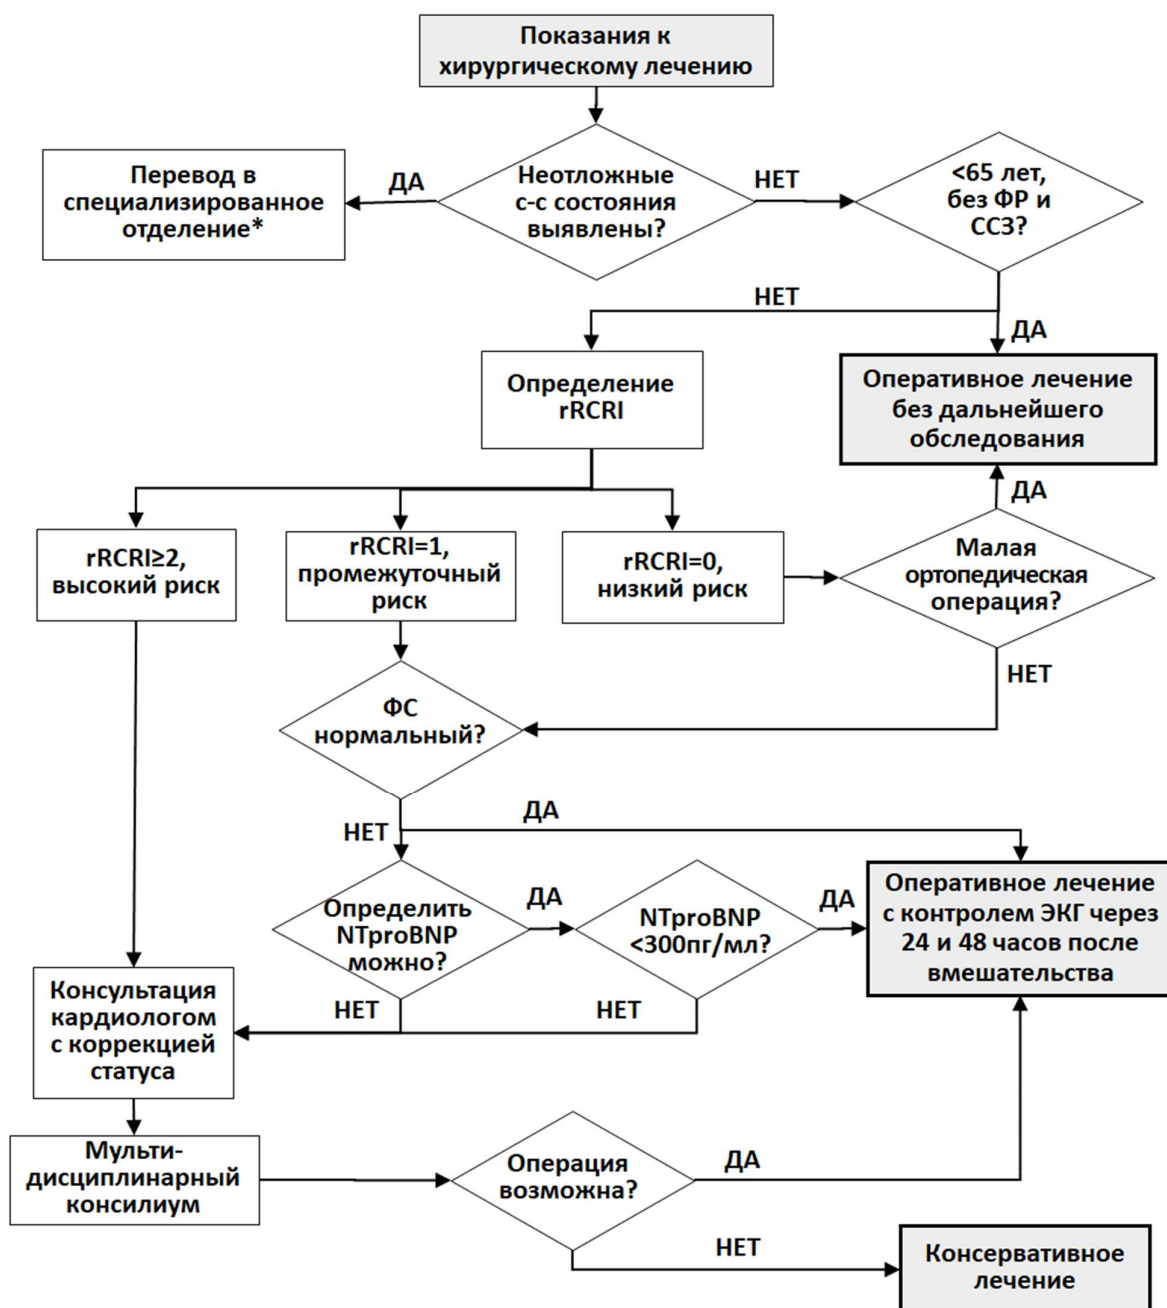 Показания к
хирургическому лечению
Неотложные
с-с состояния
выявлены?
ДА
Перевод в
специализированное
отделение*
НЕТ
<65 лет,
без ФР и
ССЗ?
НЕТ
ДА
Определение
rRCRI
Оперативное лечение
без дальнейшего
обследования
ДА
rRCRI≥2,
высокий риск
rRCRI=1,
промежуточный
риск
rRCRI=0,
низкий риск
Малая
ортопедическая
операция?
НЕТ
ФС
нормальный?
ДА
НЕТ
Определить
NTproBNP
можно?
ДА
NTproBNP
<300пг/мл?
ДА
Оперативное лечение
с контролем ЭКГ через
24 и 48 часов после
вмешательства
НЕТ
НЕТ
Консультация
кардиологом
с коррекцией
статуса
Мульти-
дисциплинарный
консилиум
Операция
возможна?
ДА
НЕТ
Консервативное
лечение